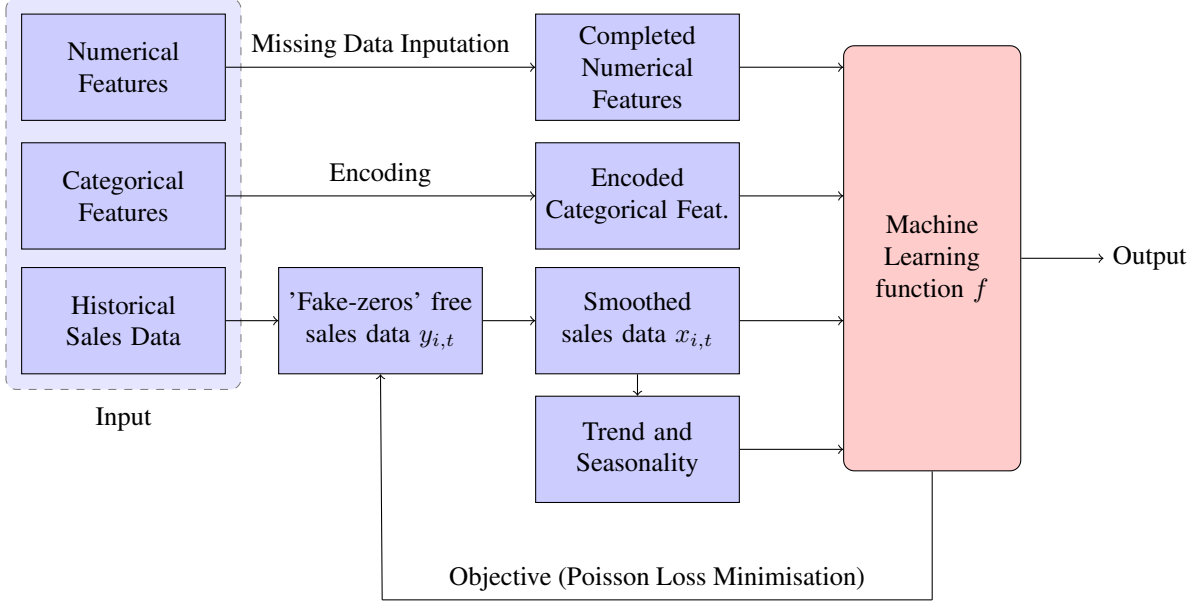 Numerical
Features
Missing Data Inputation
Completed
Numerical
Features
Categorical
Features
Encoding
Encoded
Categorical Feat.
Machine
Learning
function f
Output
Historical
Sales Data
'Fake-zeros' free
sales data y_{i,t}
Smoothed
sales data x_{i,t}
Input
Trend and
Seasonality
Objective (Poisson Loss Minimisation)